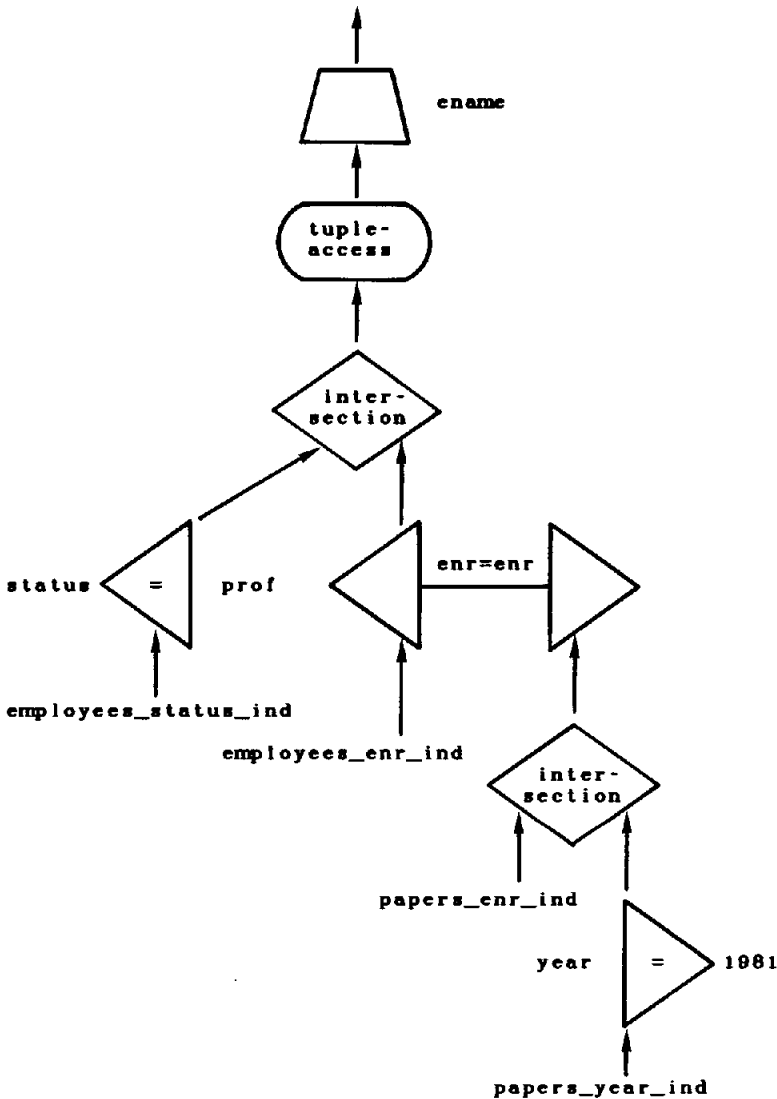 ename
tuple-
access
inter-
section
enr=enr
status = prof
employees_status_ind
employees_enr_ind
inter-
section
papers_enr_ind
year = 1981
papers_year_ind